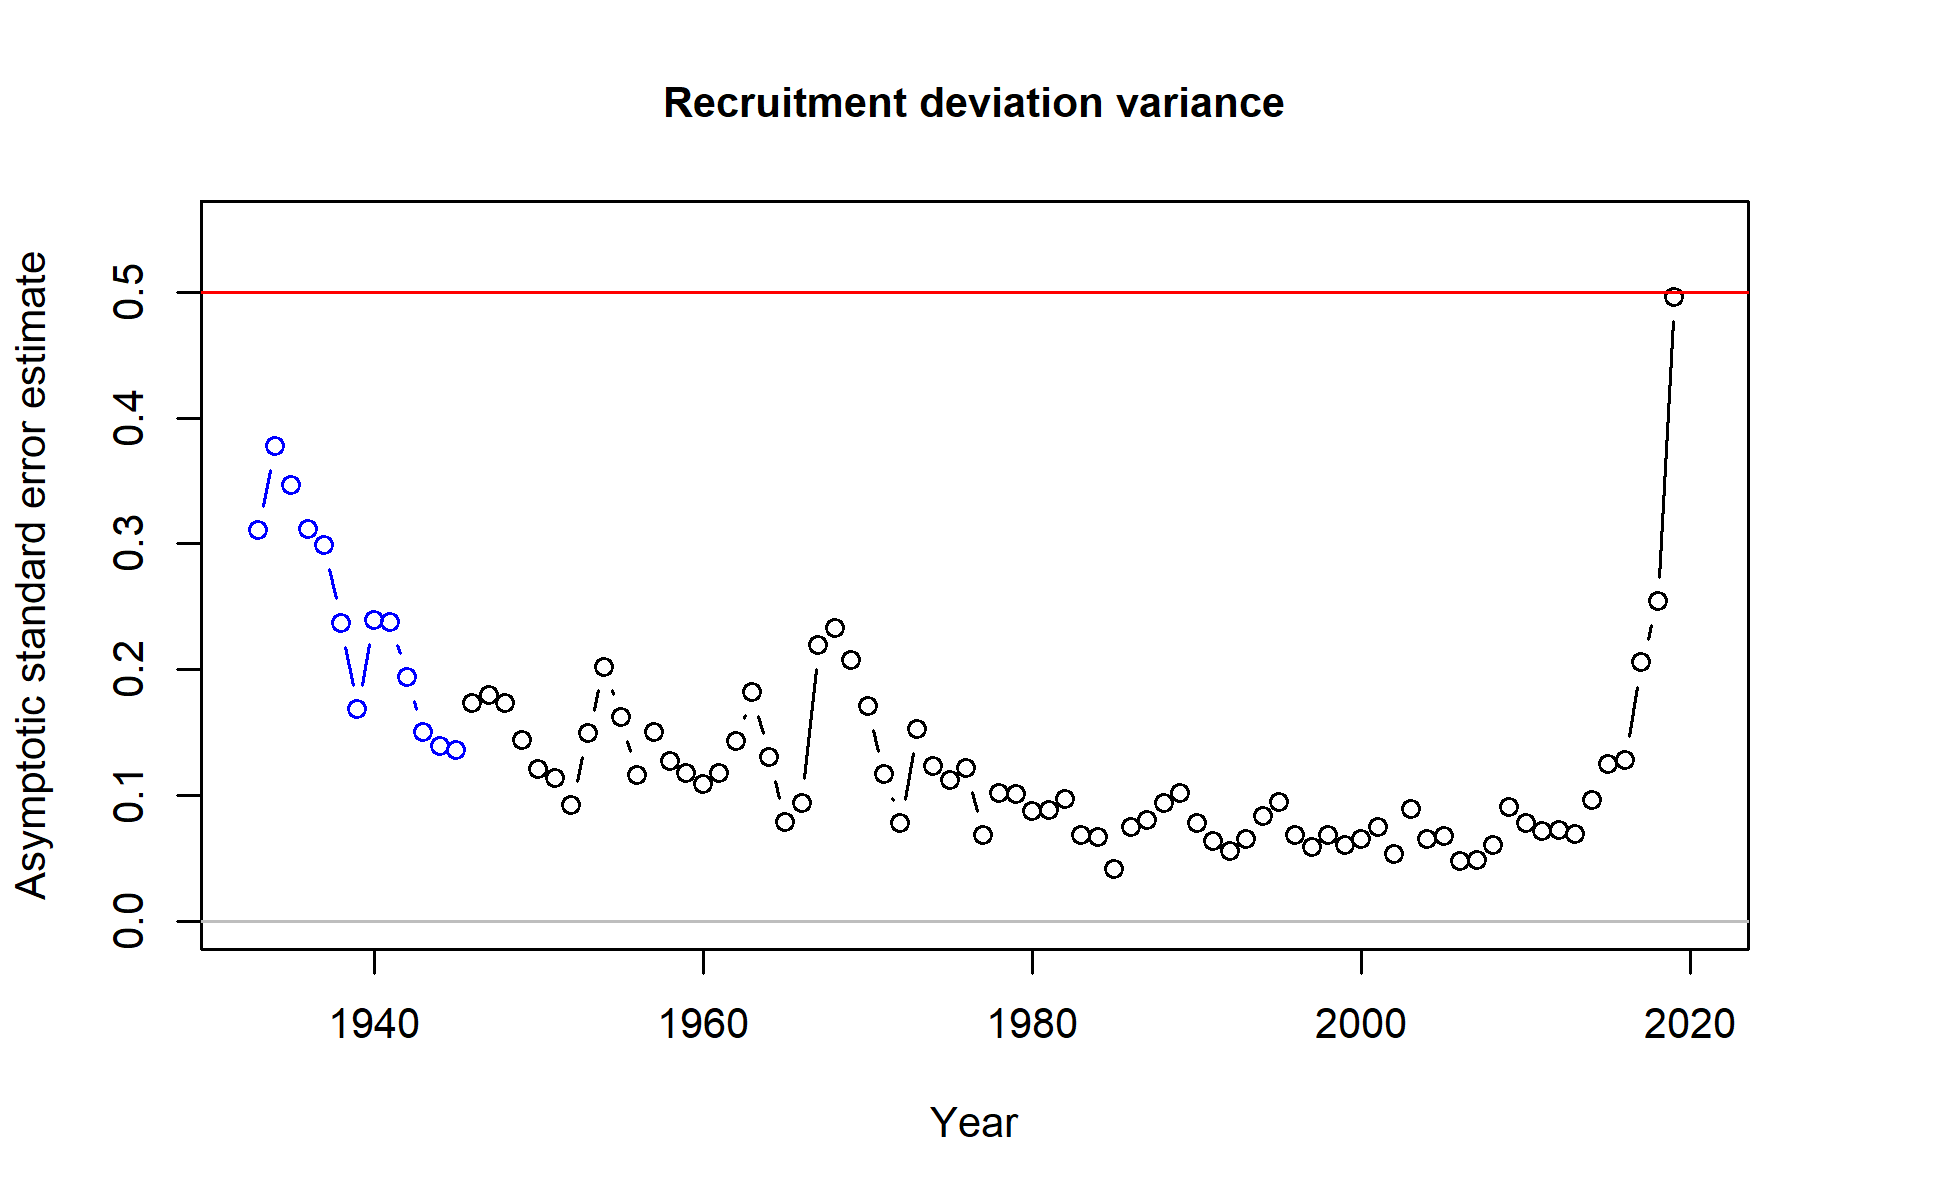 Recruitment deviation variance
Asymptotic standard error estimate
0.5
0.4
0.3
0.2
0.1
0.0
1940 1960 1980 2000 2020
Year